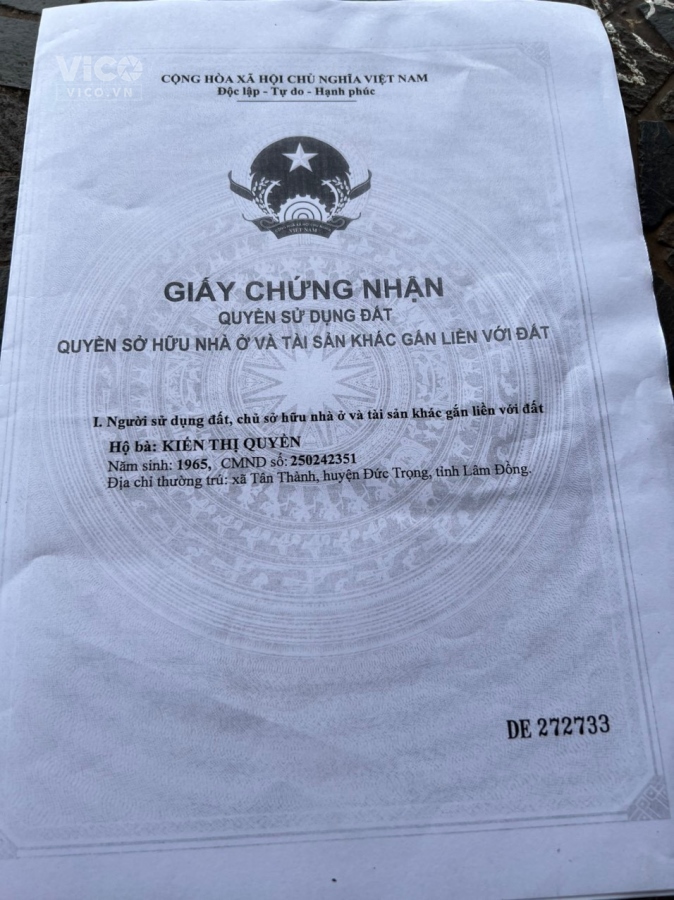 VICO
VICO.VN
CỘNG HÒA XÃ HỘI CHỦ NGHĨA VIỆT NAM
Độc lập - Tự do - Hạnh phúc
VIỆT NAM
GIẤY CHỨNG NHẬN
QUYỀN SỬ DỤNG ĐẤT
QUYỀN SỞ HỮU NHÀ Ở VÀ TÀI SẢN KHÁC GẮN LIỀN VỚI ĐẤT
I. Người sử dụng đất, chủ sở hữu nhà ở và tài sản khác gắn liền với đất
Hộ bà: KIÊN THỊ QUYỀN
Năm sinh: 1965, CMND số: 250242351
Địa chỉ thường trú: xã Tân Thành, huyện Đức Trọng, tỉnh Lâm Đồng.
DE 272733